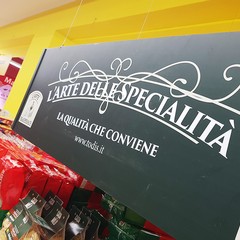 L'ARTE DELLE SPECIALITÀ
LA QUALITÀ CHE CONVIENE
www.todis.it